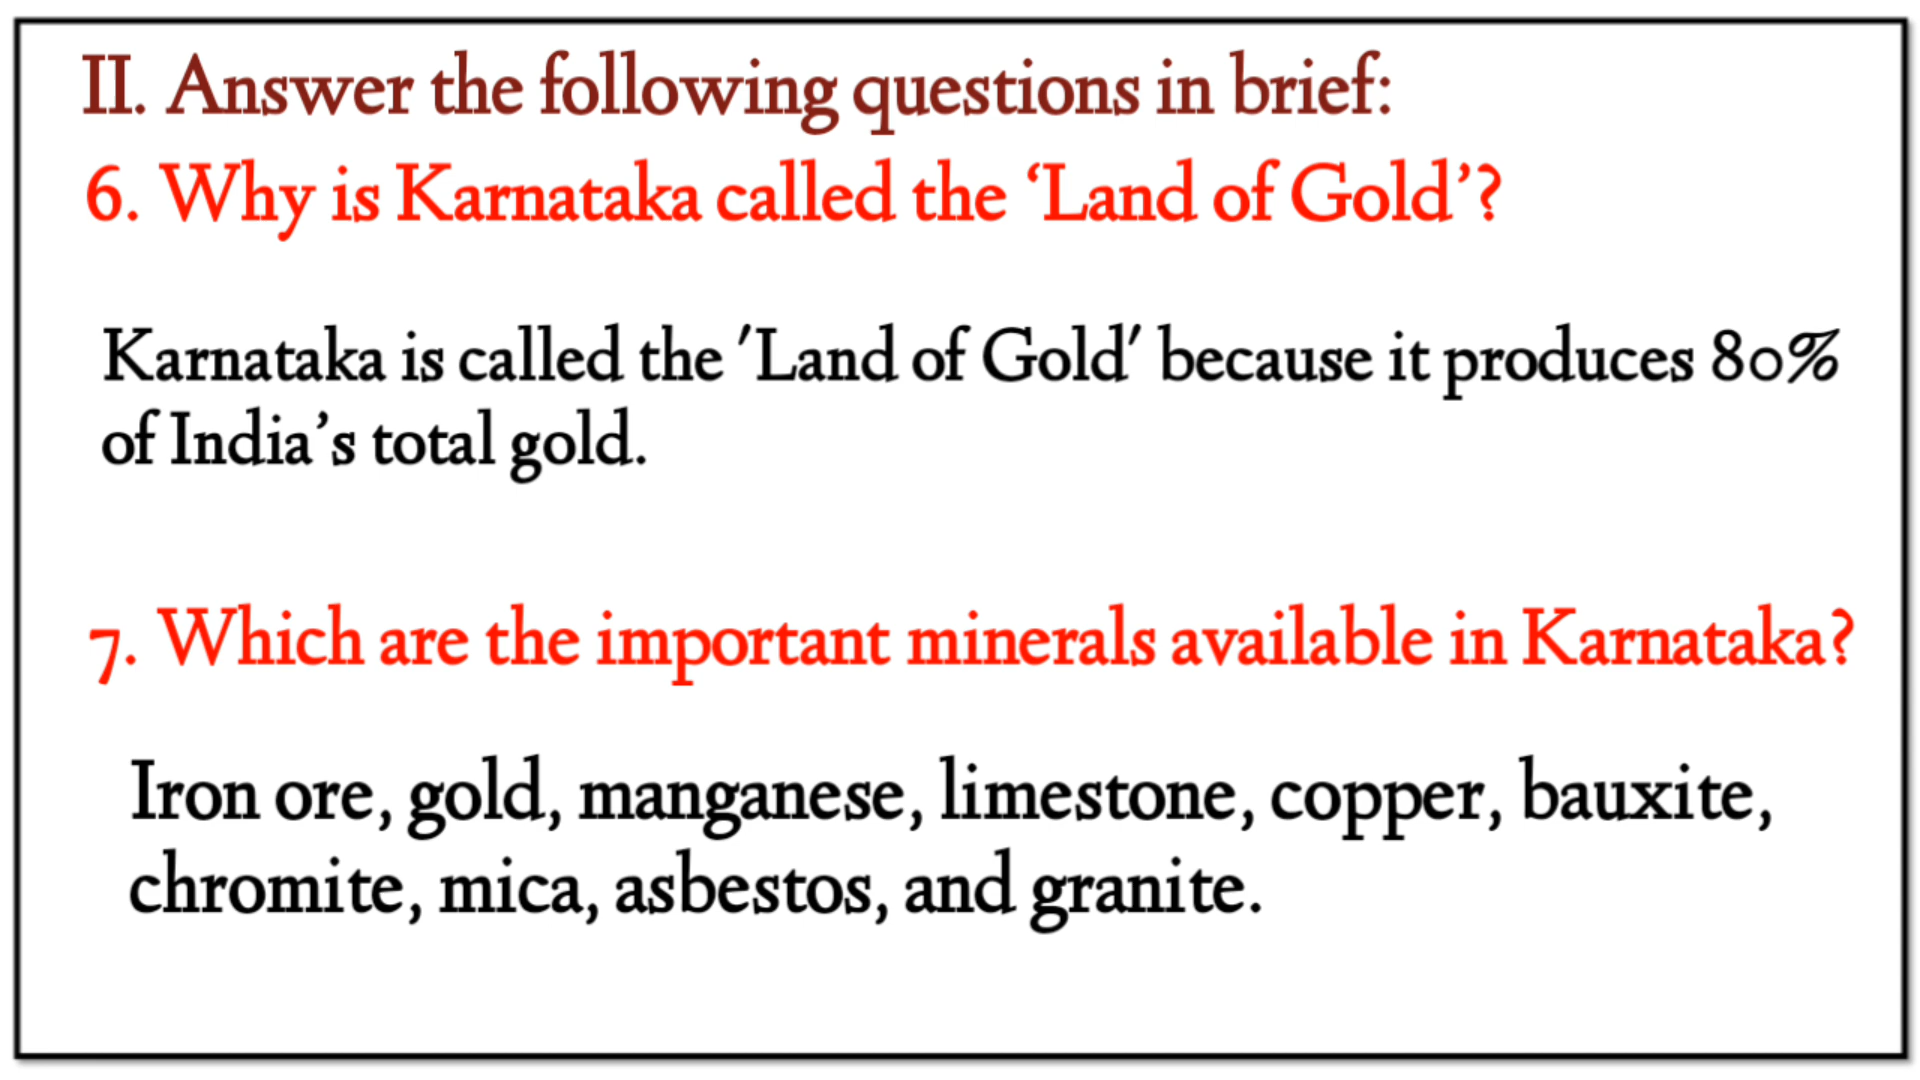 II. Answer the following questions in brief:
6. Why is Karnataka called the ‘Land of Gold’?
Karnataka is called the 'Land of Gold' because it produces 80%
of India’s total gold.
7. Which are the important minerals available in Karnataka?
Iron ore, gold, manganese, limestone, copper, bauxite,
chromite, mica, asbestos, and granite.